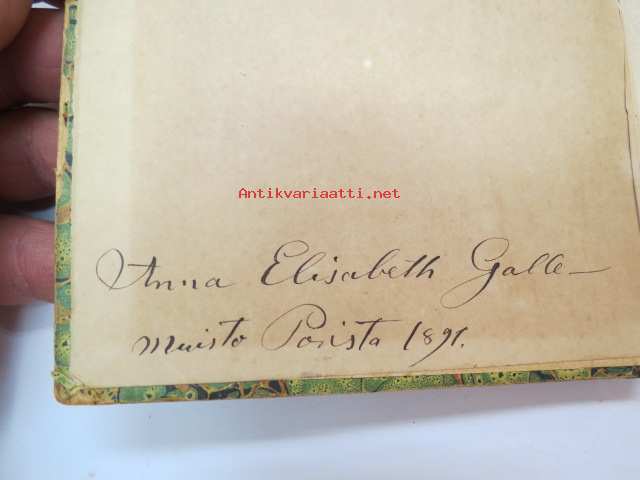 Antikvariaatti.net
Anna Elisabeth Galle –
muisto Porista 1891.